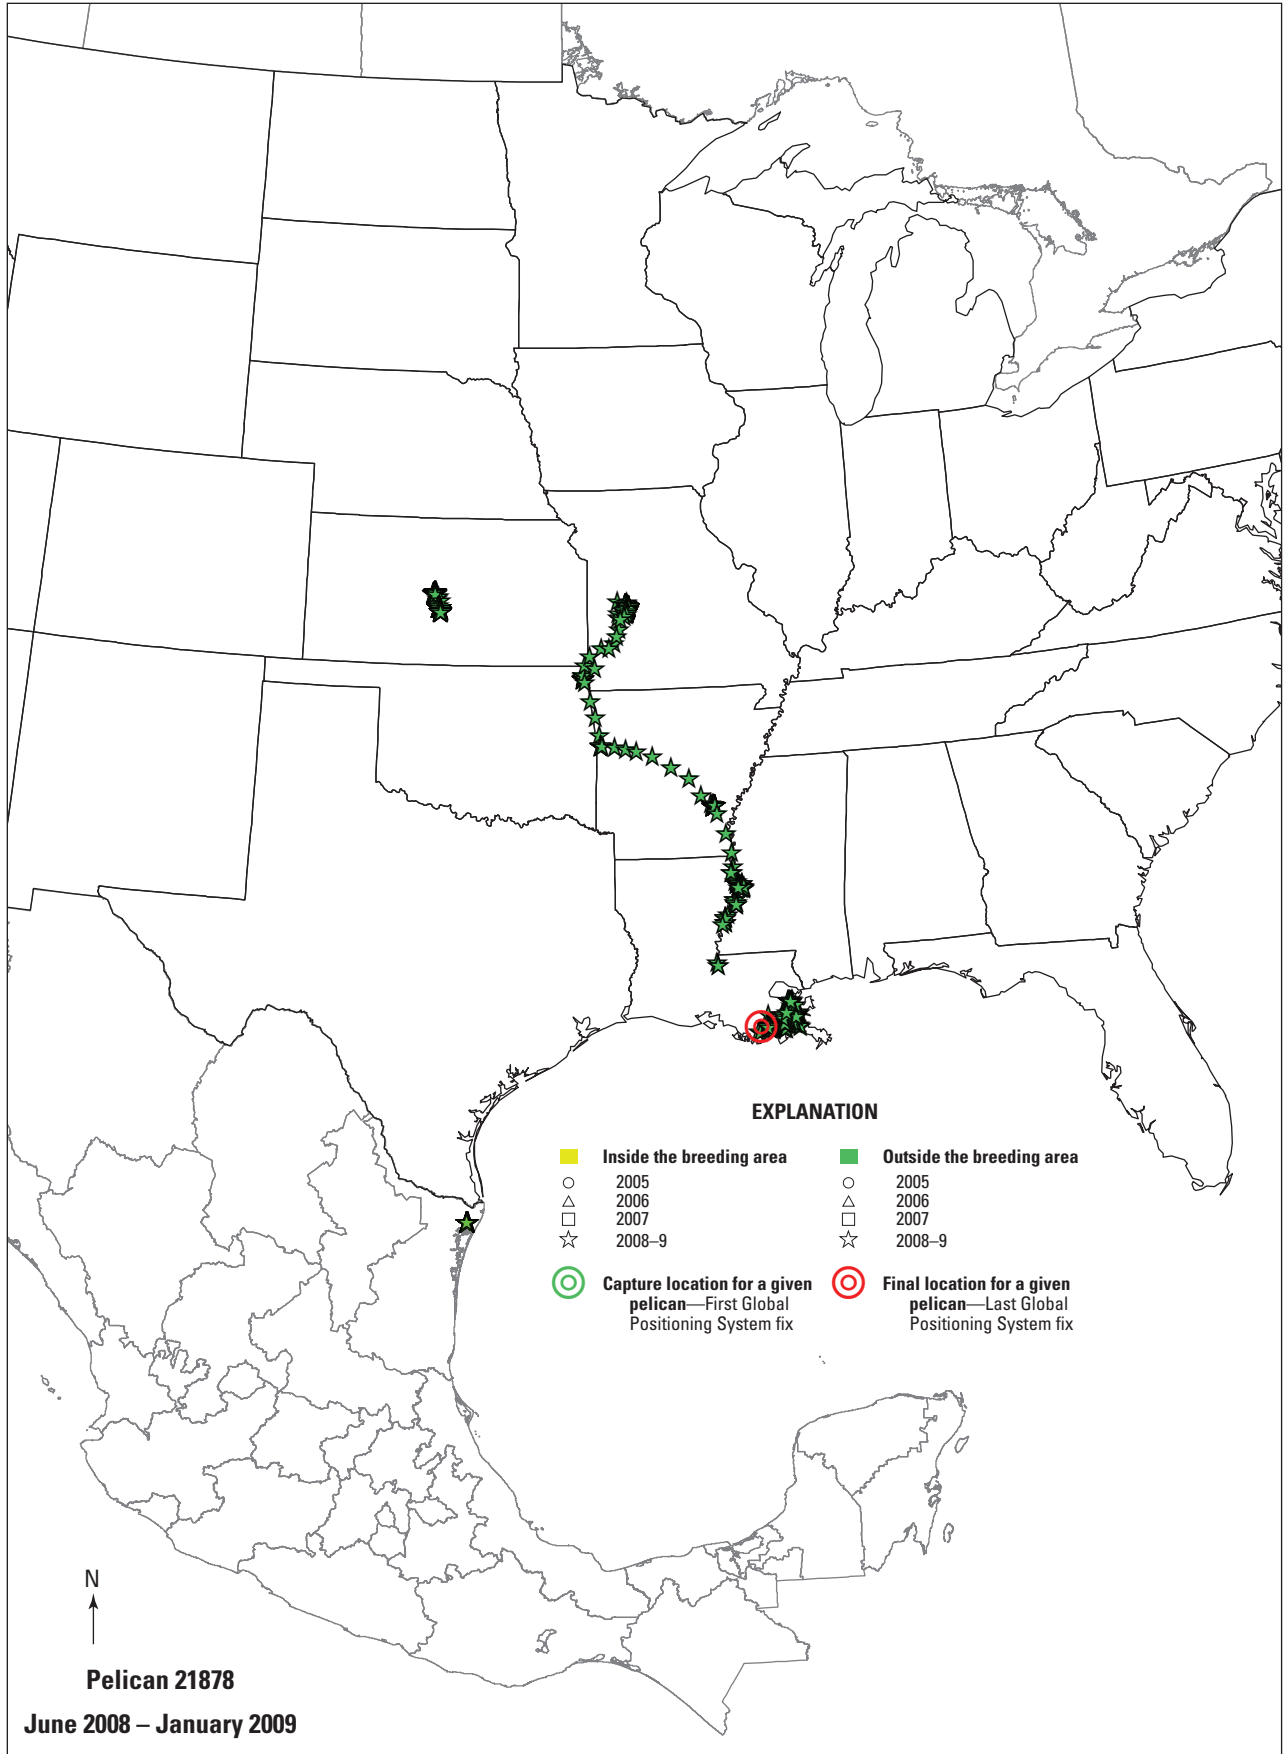 EXPLANATION
Inside the breeding area
2005
2006
2007
2008–9
Capture location for a given
pelican—First Global
Positioning System fix
Outside the breeding area
2005
2006
2007
2008–9
Final location for a given
pelican—Last Global
Positioning System fix
N
Pelican 21878
June 2008 – January 2009